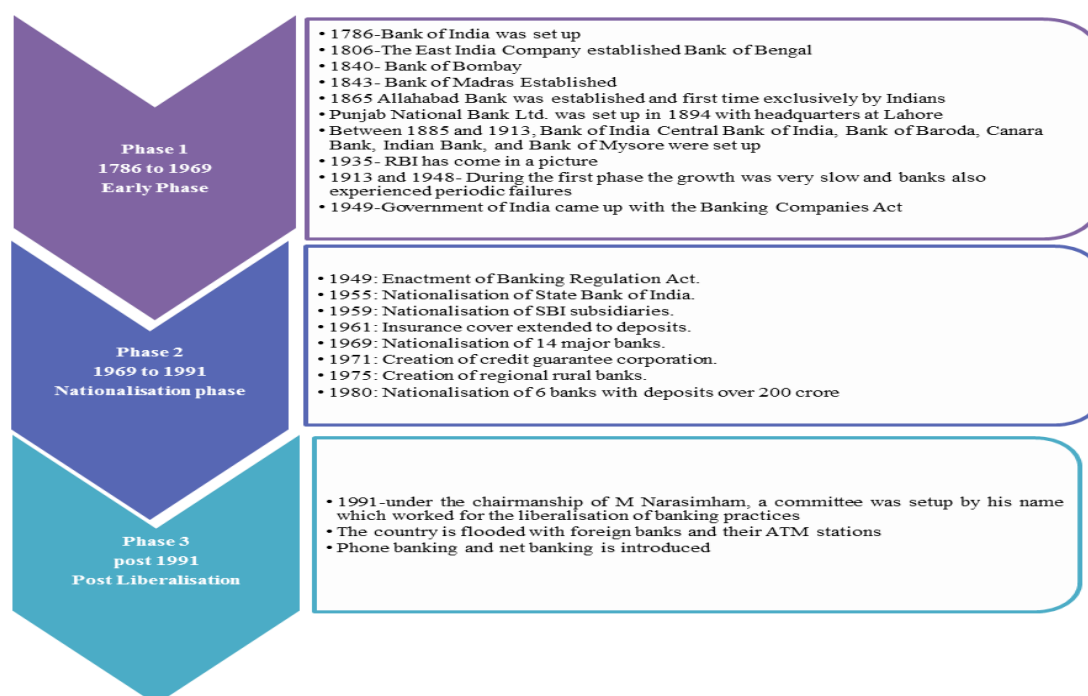 Phase 1
1786 to 1969
Early Phase
• 1786-Bank of India was set up
• 1806-The East India Company established Bank of Bengal
• 1840- Bank of Bombay
• 1843- Bank of Madras Established
• 1865 Allahabad Bank was established and first time exclusively by Indians
• Punjab National Bank Ltd. was set up in 1894 with headquarters at Lahore
• Between 1885 and 1913, Bank of India Central Bank of India, Bank of Baroda, Canara
Bank, Indian Bank, and Bank of Mysore were set up
• 1935- RBI has come in a picture
• 1913 and 1948- During the first phase the growth was very slow and banks also
experienced periodic failures
• 1949-Government of India came up with the Banking Companies Act
Phase 2
1969 to 1991
Nationalisation phase
• 1949: Enactment of Banking Regulation Act.
• 1955: Nationalisation of State Bank of India.
• 1959: Nationalisation of SBI subsidiaries.
• 1961: Insurance cover extended to deposits.
• 1969: Nationalisation of 14 major banks.
• 1971: Creation of credit guarantee corporation.
• 1975: Creation of regional rural banks.
• 1980: Nationalisation of 6 banks with deposits over 200 crore
Phase 3
post 1991
Post Liberalisation
• 1991-under the chairmanship of M Narasimham, a committee was setup by his name
which worked for the liberalisation of banking practices
• The country is flooded with foreign banks and their ATM stations
• Phone banking and net banking is introduced